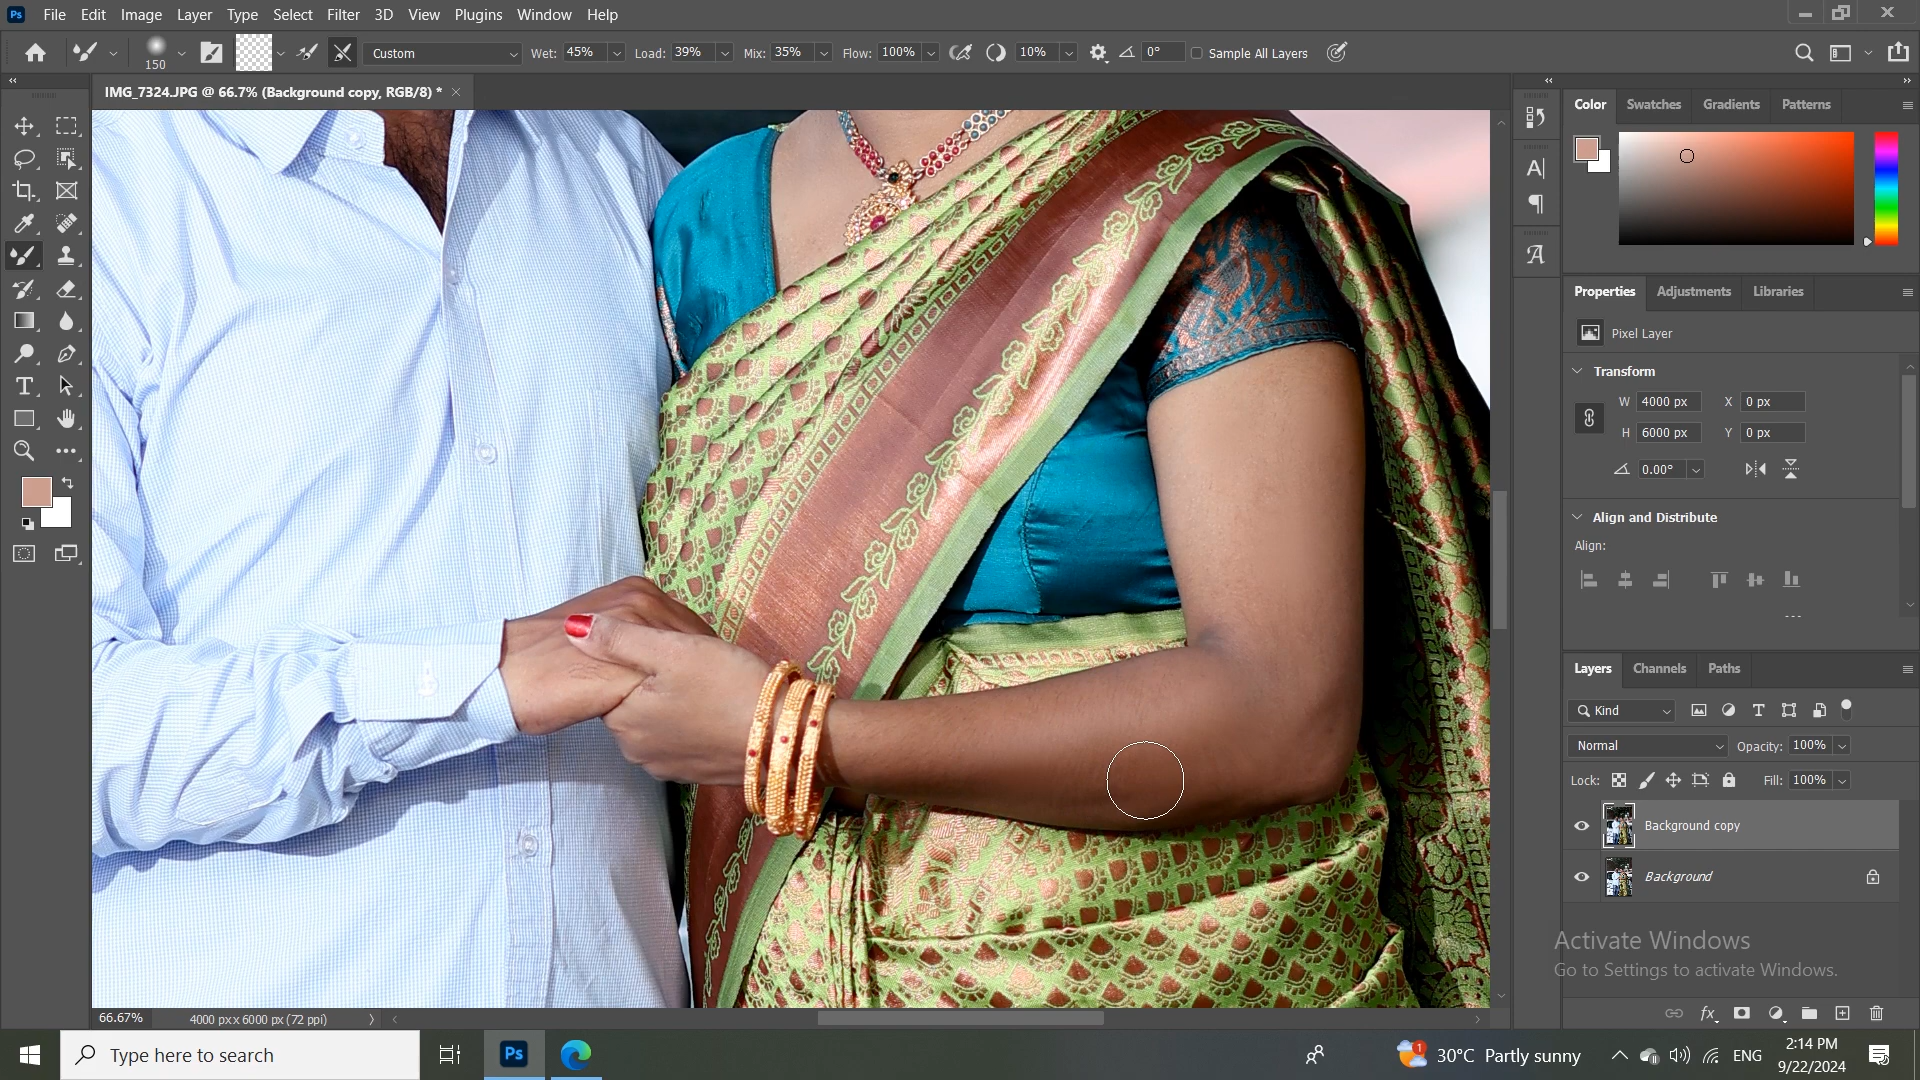 Ps File Edit Image Layer Type Select Filter 3D View Plugins Window Help
150 Custom Wet: 45% Load: 39% Mix: 35% Flow: 100% 10% 0° Sample All Layers
IMG_7324.JPG @ 66.7% (Background copy, RGB/8) *
Color Swatches Gradients Patterns
Properties Adjustments Libraries
Pixel Layer
Transform
W 4000 px X 0 px
H 6000 px Y 0 px
0.00°
Align and Distribute
Align:
Layers Channels Paths
Kind
Normal Opacity: 100%
Lock: Fill: 100%
Background copy
Background
Activate Windows
Go to Settings to activate Windows.
66.67% 4000 px x 6000 px (72 ppi)
Type here to search
Ps
1
30°C Partly sunny
ENG
2:14 PM
9/22/2024